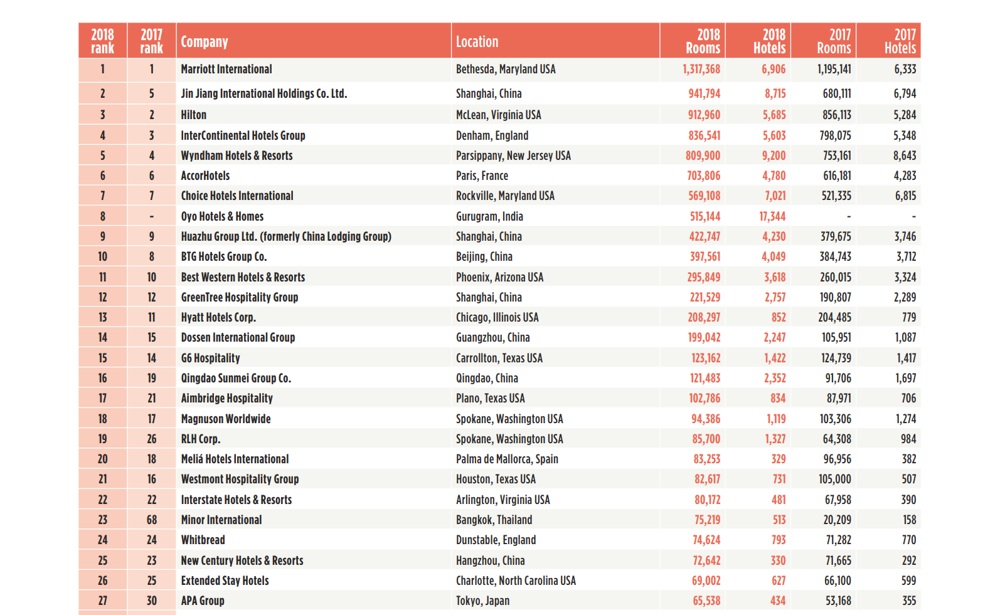 2018 rank 2017 rank Company Location 2018 Rooms 2018 Hotels 2017 Rooms 2017 Hotels
1 1 Marriott International Bethesda, Maryland USA 1,317,368 6,906 1,195,141 6,333
2 5 Jin Jiang International Holdings Co. Ltd. Shanghai, China 941,794 8,715 680,111 6,794
3 2 Hilton McLean, Virginia USA 912,960 5,685 856,113 5,284
4 3 InterContinental Hotels Group Denham, England 836,541 5,603 798,075 5,348
5 4 Wyndham Hotels & Resorts Parsippany, New Jersey USA 809,900 9,200 753,161 8,643
6 6 AccorHotels Paris, France 703,806 4,780 616,181 4,283
7 7 Choice Hotels International Rockville, Maryland USA 569,108 7,021 521,335 6,815
8 - Oyo Hotels & Homes Gurugram, India 515,144 17,344 - -
9 9 Huazhu Group Ltd. (formerly China Lodging Group) Shanghai, China 422,747 4,230 379,675 3,746
10 8 BTG Hotels Group Co. Beijing, China 397,561 4,049 384,743 3,712
11 10 Best Western Hotels & Resorts Phoenix, Arizona USA 295,849 3,618 260,015 3,324
12 12 GreenTree Hospitality Group Shanghai, China 221,529 2,757 190,807 2,289
13 11 Hyatt Hotels Corp. Chicago, Illinois USA 208,297 852 204,485 779
14 15 Dossen International Group Guangzhou, China 199,042 2,247 105,951 1,087
15 14 G6 Hospitality Carrollton, Texas USA 123,162 1,422 124,739 1,417
16 19 Qingdao Sunmei Group Co. Qingdao, China 121,483 2,352 91,706 1,697
17 21 Aimbridge Hospitality Plano, Texas USA 102,786 834 87,971 706
18 17 Magnuson Worldwide Spokane, Washington USA 94,386 1,119 103,306 1,274
19 26 RLH Corp. Spokane, Washington USA 85,700 1,327 64,308 984
20 18 Meliá Hotels International Palma de Mallorca, Spain 83,253 329 96,956 382
21 16 Westmont Hospitality Group Houston, Texas USA 82,617 731 105,000 507
22 22 Interstate Hotels & Resorts Arlington, Virginia USA 80,172 481 67,958 390
23 68 Minor International Bangkok, Thailand 75,219 513 20,209 158
24 24 Whitbread Dunstable, England 74,624 793 71,282 770
25 23 New Century Hotels & Resorts Hangzhou, China 72,642 330 71,665 292
26 25 Extended Stay Hotels Charlotte, North Carolina USA 69,002 627 66,100 599
27 30 APA Group Tokyo, Japan 65,538 434 53,168 355